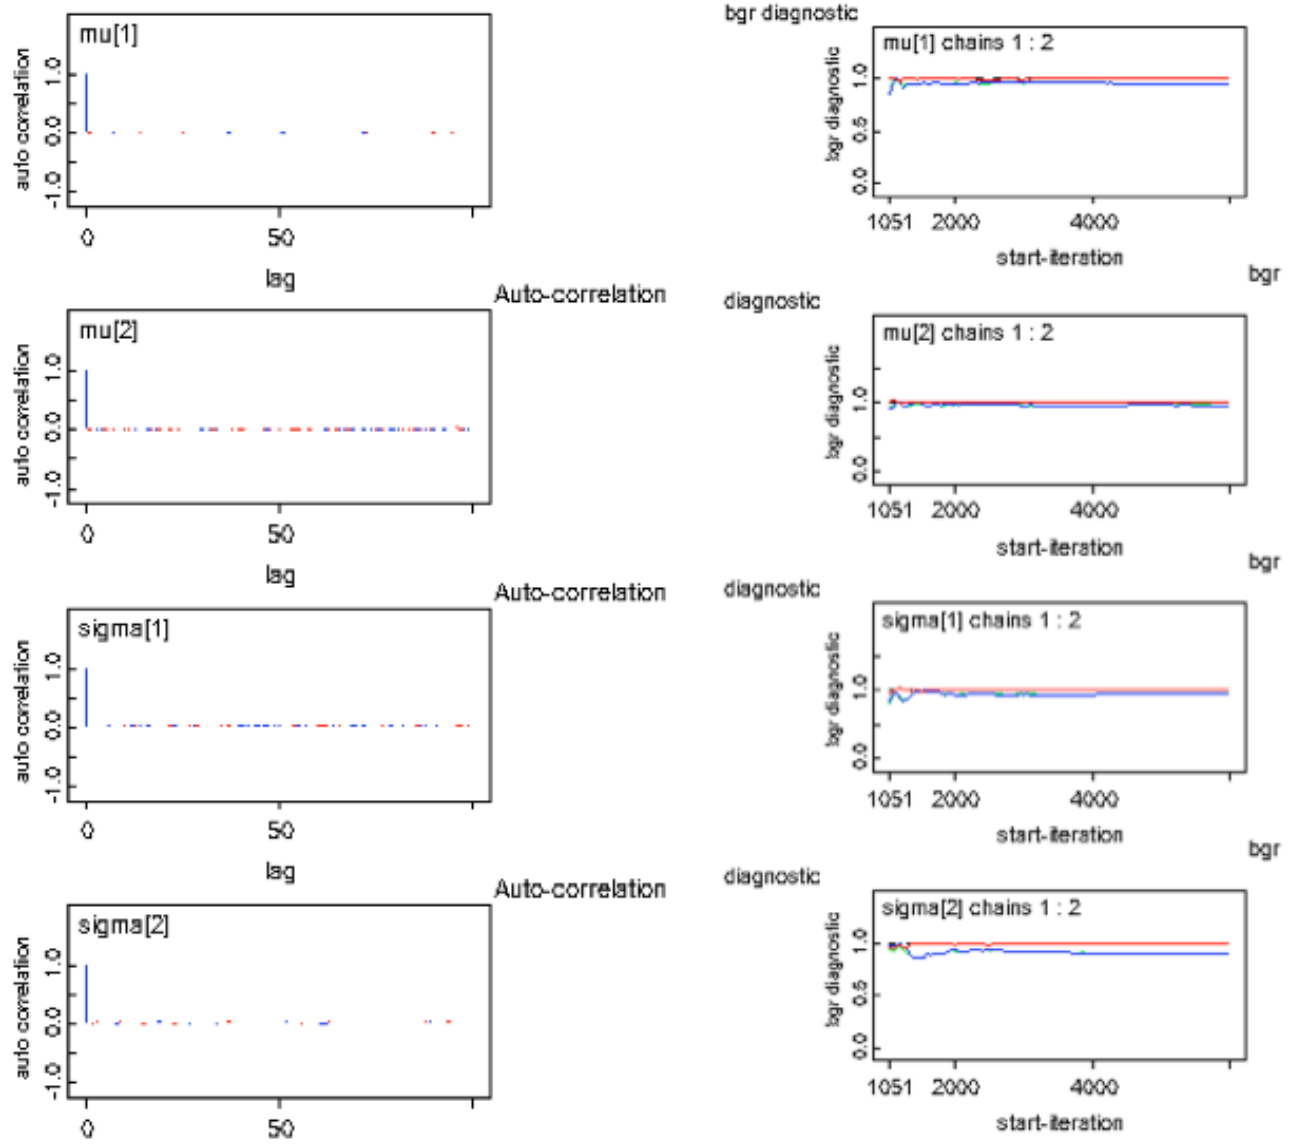 mu[1]
auto correlation
1.0
0.0
-1.0
0 50
lag
bgr diagnostic
mu[1] chains 1 : 2
bgr diagnostic
1.0
0.5
0.0
1051 2000 4000
start-iteration
Auto-correlation
bgr
diagnostic
mu[2]
auto correlation
1.0
0.0
-1.0
0 50
lag
mu[2] chains 1 : 2
bgr diagnostic
1.0
0.0
1051 2000 4000
start-iteration
Auto-correlation
bgr
diagnostic
sigma[1]
auto correlation
1.0
0.0
-1.0
0 50
lag
sigma[1] chains 1 : 2
bgr diagnostic
1.0
0.0
1051 2000 4000
start-iteration
Auto-correlation
bgr
diagnostic
sigma[2]
auto correlation
1.0
0.0
-1.0
0 50
sigma[2] chains 1 : 2
bgr diagnostic
1.0
0.5
0.0
1051 2000 4000
start-iteration